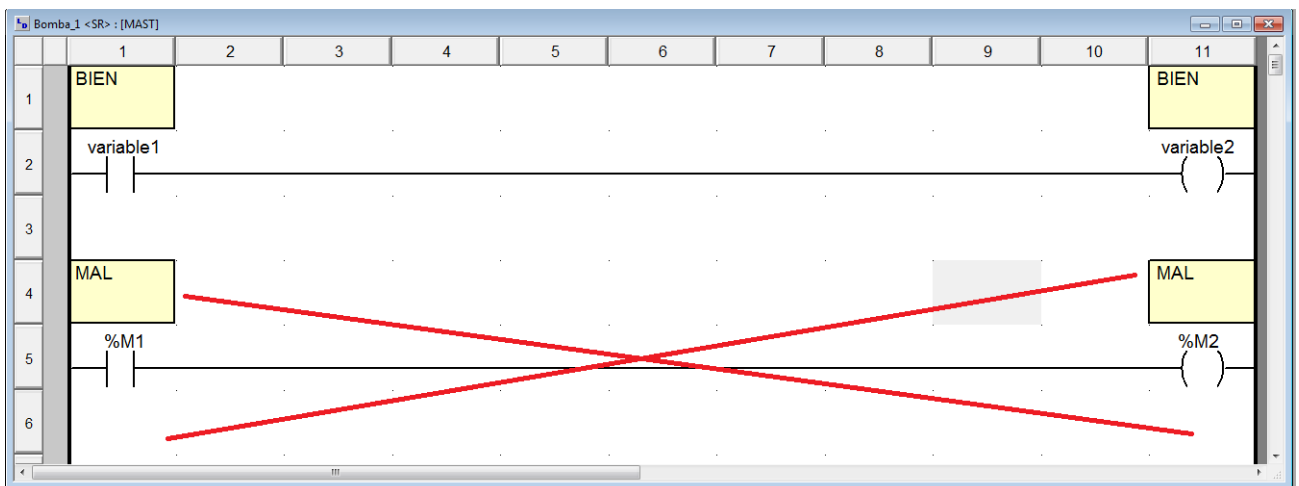 Bomba_1 <SR> : [MAST]
1 2 3 4 5 6 7 8 9 10 11
1
BIEN BIEN
2
variable1 variable2
3
4
MAL MAL
5
%M1 %M2
6